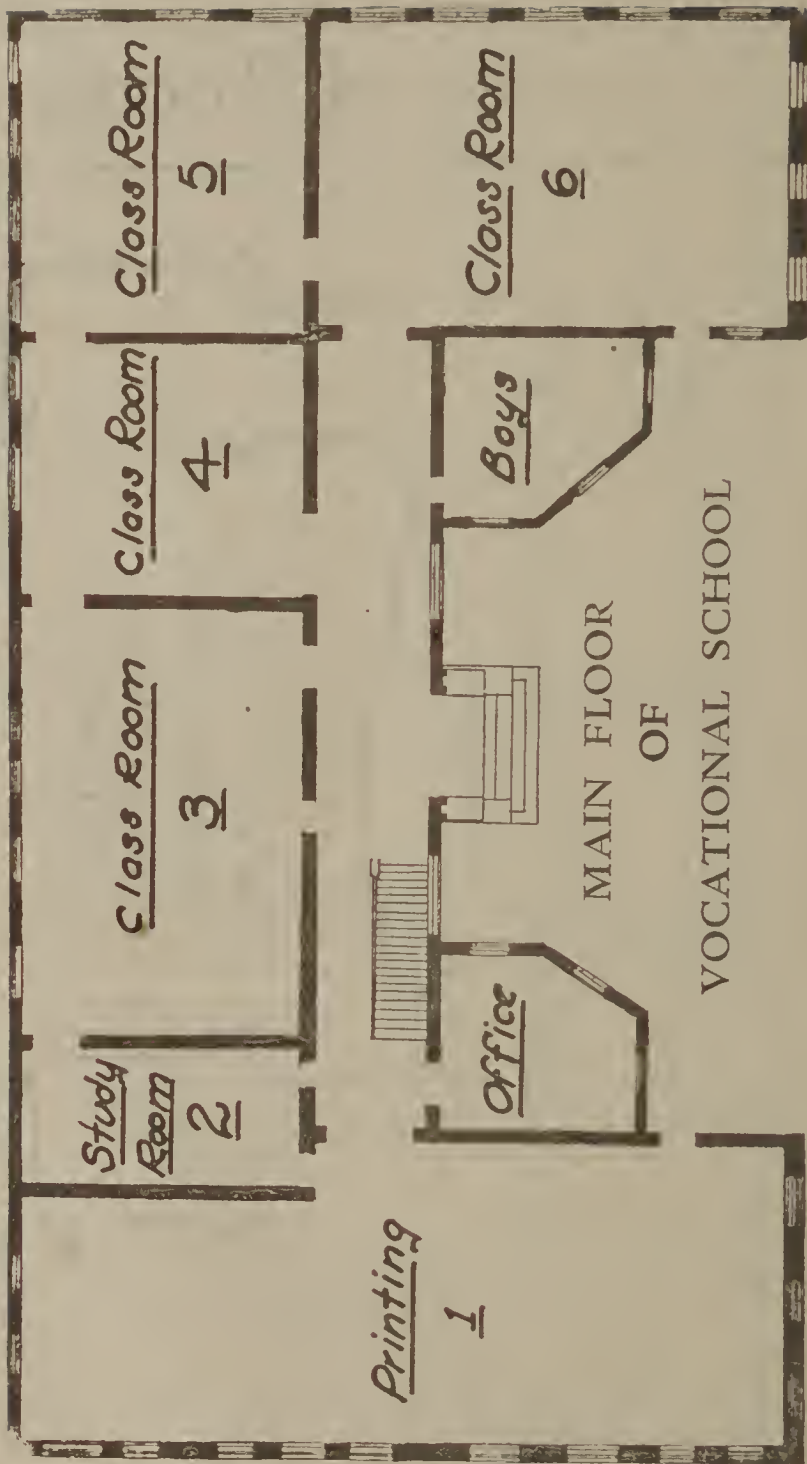 Printing
1
Study
Room
2
Class Room
3
Class Room
4
Class Room
5
Office
Boys
Class Room
6
MAIN FLOOR
OF
VOCATIONAL SCHOOL